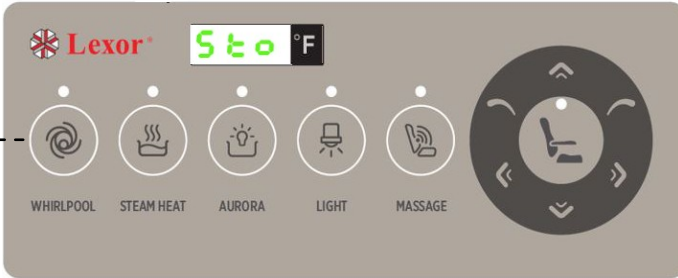 Lexor®
Sto °F
WHIRLPOOL
STEAM HEAT
AURORA
LIGHT
MASSAGE